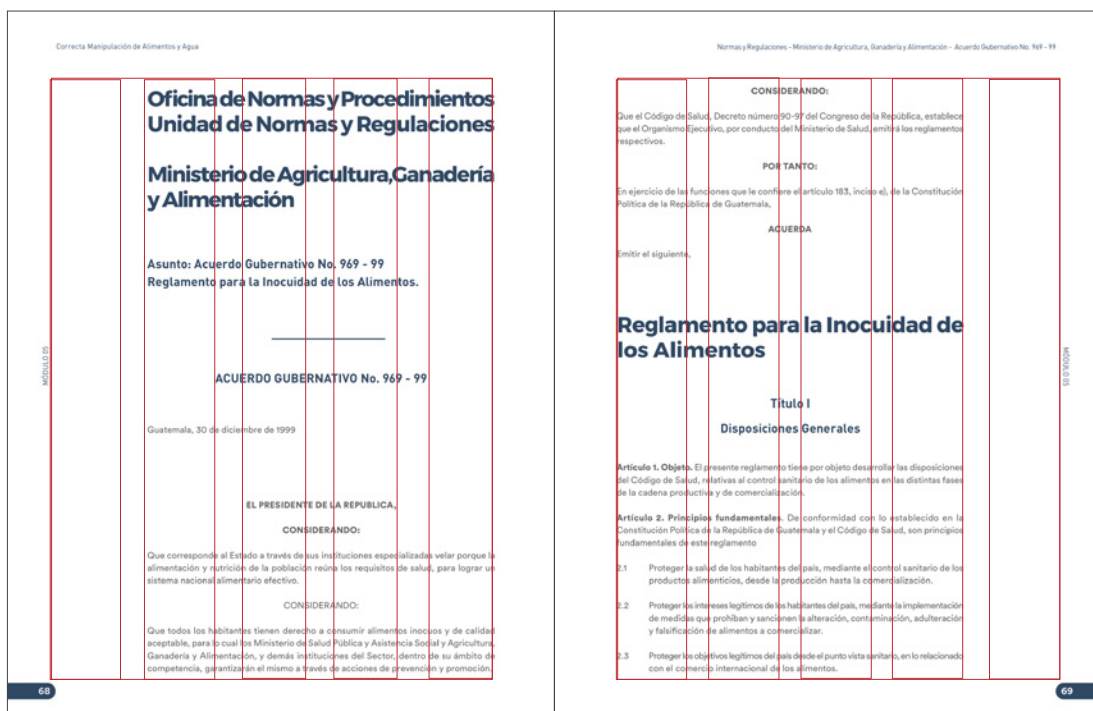 Correcta Manipulación de Alimentos y Agua
Oficina de Normas y Procedimientos
Unidad de Normas y Regulaciones
Ministerio de Agricultura,Ganadería
y Alimentación
Asunto: Acuerdo Gubernativo No. 969 - 99
Reglamento para la Inocuidad de los Alimentos.
MÓDULO 05
ACUERDO GUBERNATIVO No. 969 - 99
Guatemala, 30 de diciembre de 1999
EL PRESIDENTE DE LA REPUBLICA,
CONSIDERANDO:
Que corresponde al Estado a través de sus instituciones especializadas velar porque la
alimentación y nutrición de la población reúna los requisitos de salud, para lograr un
sistema nacional alimentario efectivo.
CONSIDERANDO:
Que todos los habitantes tienen derecho a consumir alimentos inocuos y de calidad
aceptable, para lo cual los Ministerio de Salud Pública y Asistencia Social y Agricultura,
Ganadería y Alimentación, y demás instituciones del Sector, dentro de su ámbito de
competencia, garantizarán el mismo a través de acciones de prevención y promoción.
68
Normas y Regulaciones - Ministerio de Agricultura, Ganadería y Alimentación - Acuerdo Gubernativo No. 969 - 99
CONSIDERANDO:
Que el Código de Salud, Decreto número 90-97 del Congreso de la República, establece
que el Organismo Ejecutivo, por conducto del Ministerio de Salud, emitirá los reglamentos
respectivos.
POR TANTO:
En ejercicio de las funciones que le confiere el artículo 183, inciso e), de la Constitución
Política de la República de Guatemala,
ACUERDA
Emitir el siguiente,
Reglamento para la Inocuidad de
los Alimentos
MÓDULO 05
Título I
Disposiciones Generales
Artículo 1. Objeto. El presente reglamento tiene por objeto desarrollar las disposiciones
del Código de Salud, relativas al control sanitario de los alimentos en las distintas fases
de la cadena productiva y de comercialización.
Artículo 2. Principios fundamentales. De conformidad con lo establecido en la
Constitución Política de la República de Guatemala y el Código de Salud, son principios
fundamentales de este reglamento
2.1 Proteger la salud de los habitantes del país, mediante el control sanitario de los
productos alimenticios, desde la producción hasta la comercialización.
2.2 Proteger los intereses legítimos de los habitantes del país, mediante la implementación
de medidas que prohiban y sancionen la alteración, contaminación, adulteración
y falsificación de alimentos a comercializar.
2.3 Proteger los objetivos legítimos del país desde el punto vista sanitario, en lo relacionado
con el comercio internacional de los alimentos.
69